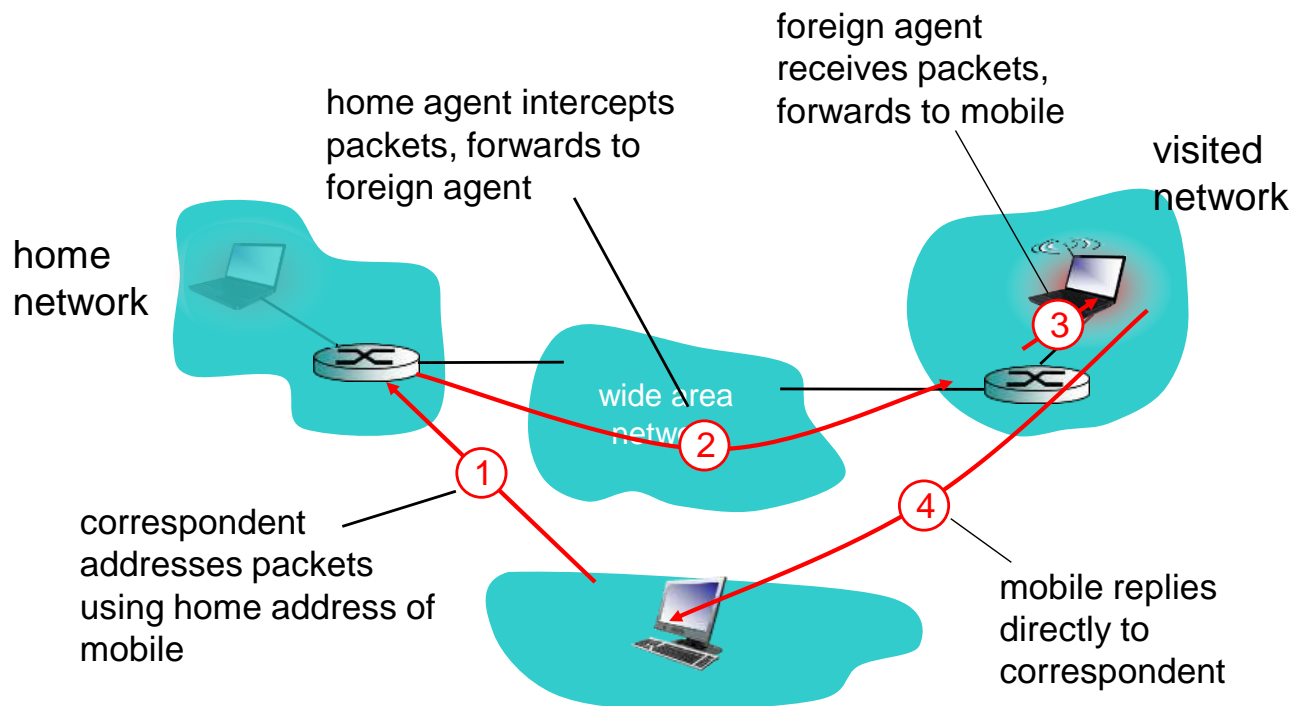 foreign agent
receives packets,
forwards to mobile
home agent intercepts
packets, forwards to
foreign agent
visited
network
home
network
3
wide area
2
1
4
correspondent
addresses packets
using home address of
mobile
mobile replies
directly to
correspondent